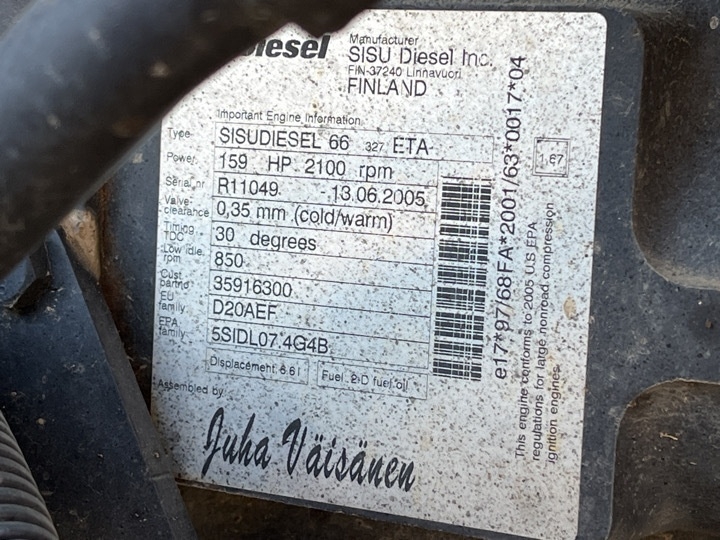 Diesel
Manufacturer
SISU Diesel Inc.
FIN-37240 Linnavuori
FINLAND
Important Engine Information
Type SISUDIESEL 66 327 ETA
Power 159 HP 2100 rpm
Serial nr R11049 13.06.2005
Valve clearance 0,35 mm (cold/warm)
Timing TDC 30 degrees
Low idle rpm 850
Cust partno 35916300
EU family D20AEF
EPA family 5SIDL07.4G4B
Displacement 6.6l Fuel 2-D fuel oil
Assembled by
Juha Väisänen
1,67
e17*97/68FA*2001/63*0017*04
This engine conforms to 2005 U.S EPA
regulations for large nonroad compression
ignition engines.